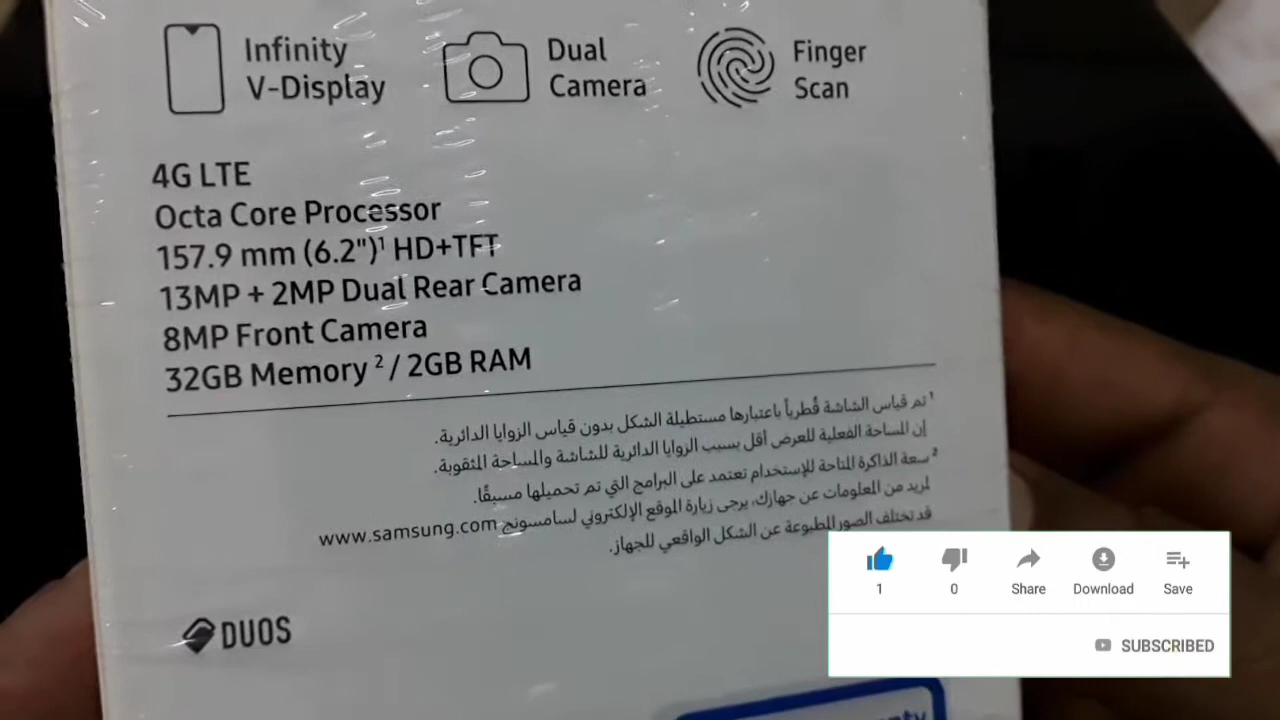 Infinity
V-Display
Dual
Camera
Finger
Scan
4G LTE
Octa Core Processor
157.9 mm (6.2")¹ HD+TFT
13MP + 2MP Dual Rear Camera
8MP Front Camera
32GB Memory ² / 2GB RAM
¹ تم قياس الشاشة قُطرياً باعتبارها مستطيلة الشكل بدون قياس الزوايا الدائرية.
إن المساحة الفعلية للعرض أقل بسبب الزوايا الدائرية للشاشة والمساحة المثقوبة.
² سعة الذاكرة المتاحة للإستخدام تعتمد على البرامج التي تم تحميلها مسبقًا.
لمزيد من المعلومات عن جهازك، يرجى زيارة الموقع الإلكتروني لسامسونج www.samsung.com
قد تختلف الصور المطبوعة عن الشكل الواقعي للجهاز.
DUOS
1
0
Share
Download
Save
SUBSCRIBED